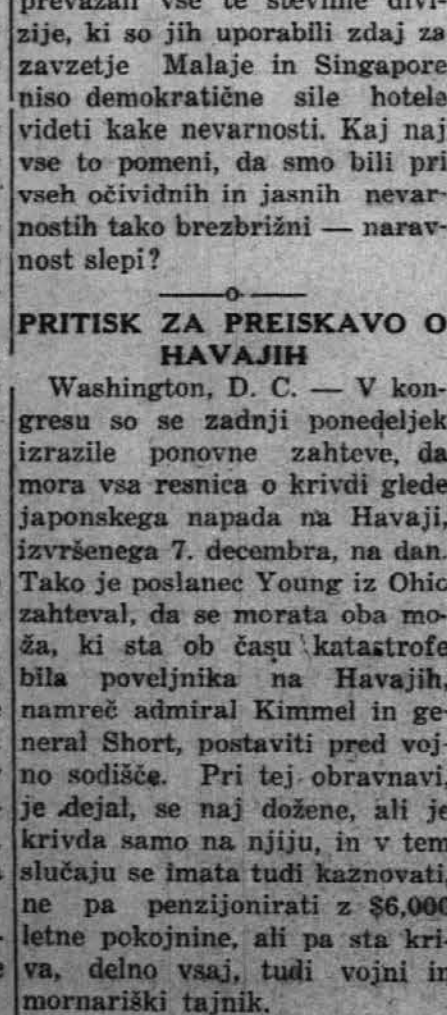 prevažali vse te številne divi-
zije, ki so jih uporabili zdaj za
zavzetje Malaje in Singapore
niso demokratične sile hotele
videti kake nevarnosti. Kaj naj
vse to pomeni, da smo bili pri
vseh očividnih in jasnih nevar-
nostih tako brezbrižni — narav-
nost slepi?
——o——
PRITISK ZA PREISKAVO O
HAVAJIH
Washington, D. C. — V kon-
gresu so se zadnji ponedeljek
izrazile ponovne zahteve, da
mora vsa resnica o krivdi glede
japonskega napada na Havaji,
izvršenega 7. decembra, na dan.
Tako je poslanec Young iz Ohio
zahteval, da se morata oba mo-
ža, ki sta ob času katastrofe
bila poveljnika na Havajih,
namreč admiral Kimmel in ge-
neral Short, postaviti pred voj-
no sodišče. Pri tej obravnavi,
je dejal, se naj dožene, ali je
krivda samo na njiju, in v tem
slučaju se imata tudi kaznovati,
ne pa penzijonirati z $6,000
letne pokojnine, ali pa sta kri-
va, delno vsaj, tudi vojni in
mornariški tajnik.